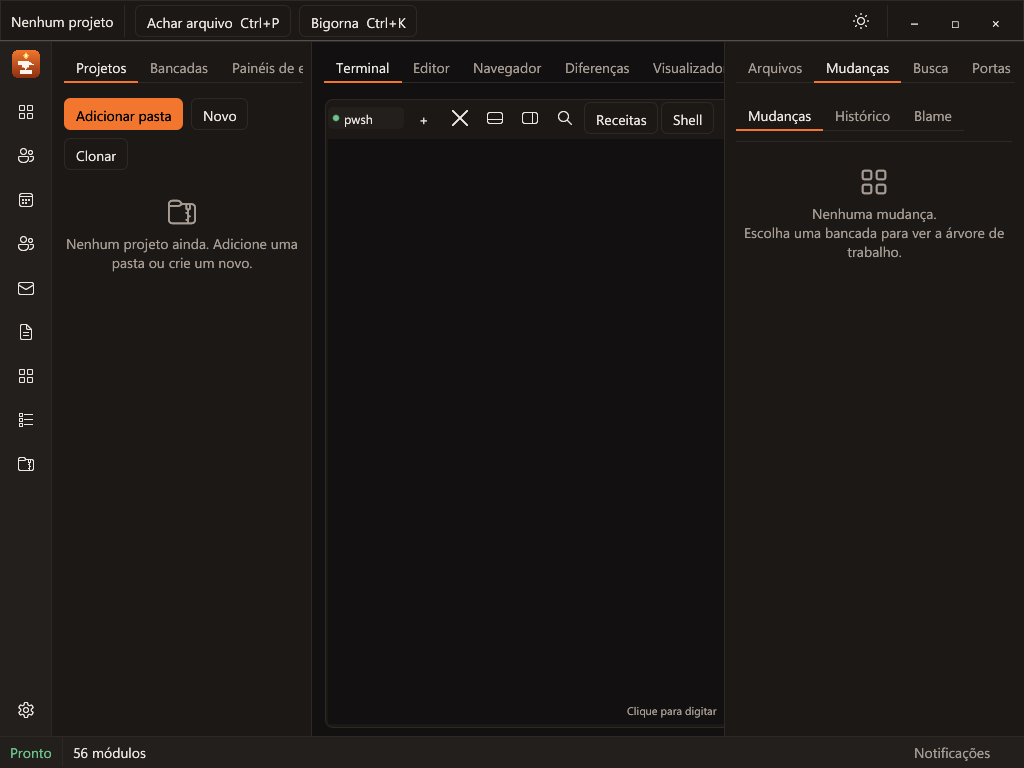 Nenhum projeto
Achar arquivo Ctrl+P
Bigorna Ctrl+K
Projetos Bancadas Painéis de e
Adicionar pasta Novo
Clonar
Nenhum projeto ainda. Adicione uma
pasta ou crie um novo.
Terminal Editor Navegador Diferenças Visualizado
pwsh + Receitas Shell
Clique para digitar
Arquivos Mudanças Busca Portas
Mudanças Histórico Blame
Nenhuma mudança.
Escolha uma bancada para ver a árvore de
trabalho.
Pronto 56 módulos
Notificações